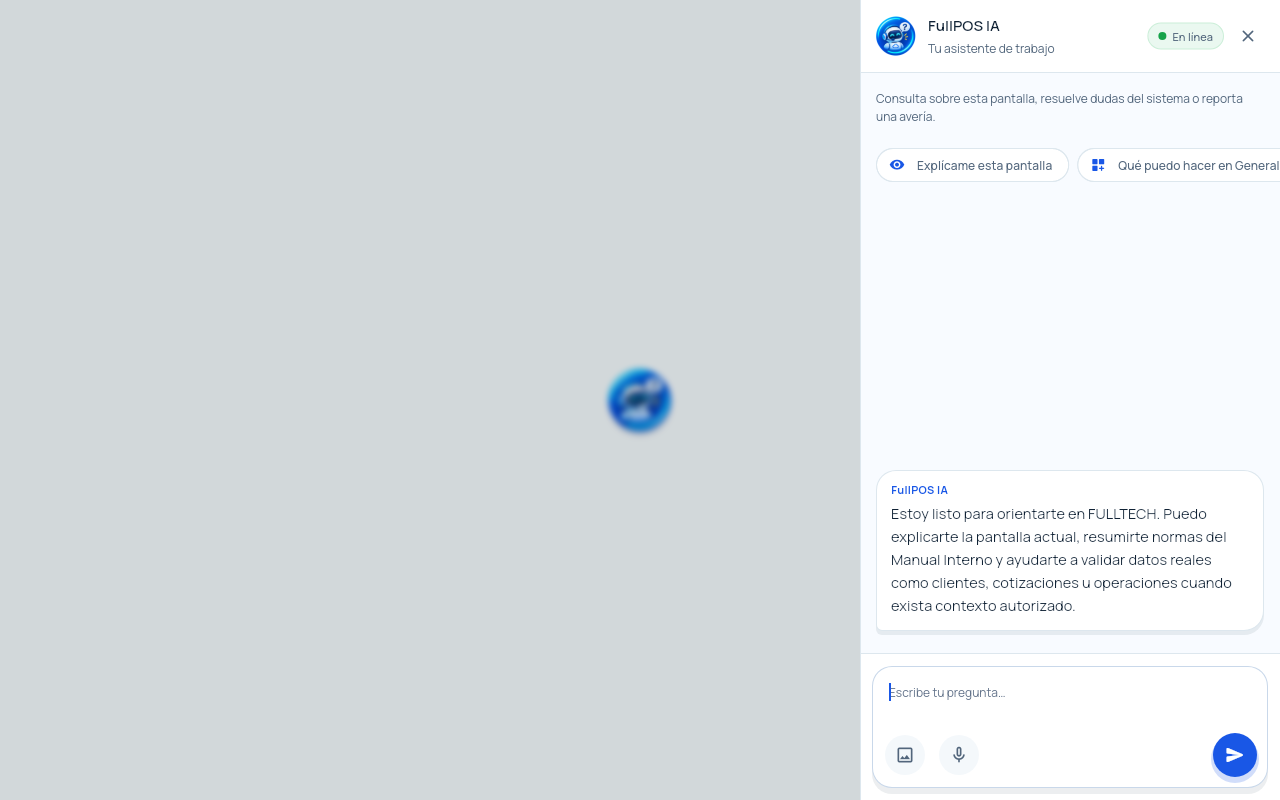 FullPOS IA
Tu asistente de trabajo
En línea
Consulta sobre esta pantalla, resuelve dudas del sistema o reporta
una avería.
Explícame esta pantalla
Qué puedo hacer en General
FullPOS IA
Estoy listo para orientarte en FULLTECH. Puedo
explicarte la pantalla actual, resumirte normas del
Manual Interno y ayudarte a validar datos reales
como clientes, cotizaciones u operaciones cuando
exista contexto autorizado.
Escribe tu pregunta...